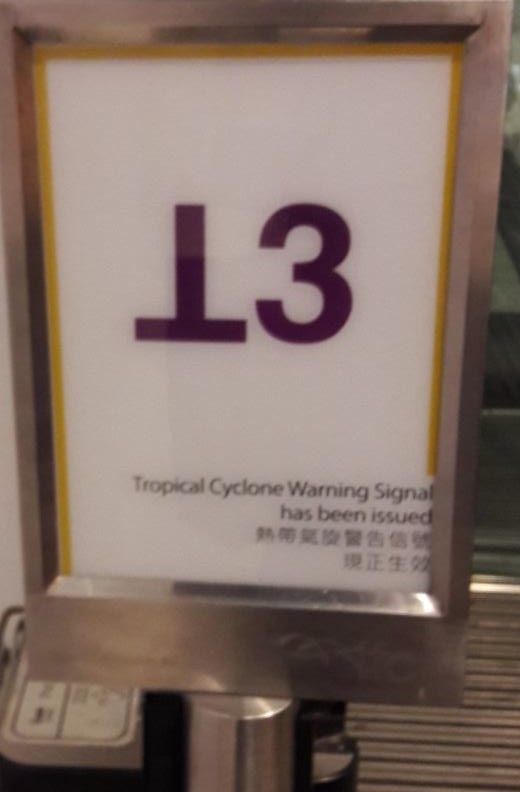 ⊥3
Tropical Cyclone Warning Signal
has been issued
熱帶氣旋警告信號
現正生效